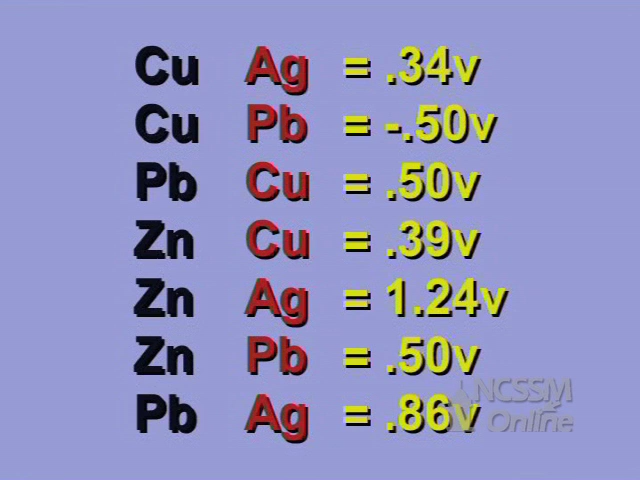 Cu Ag = .34v
Cu Pb = -.50v
Pb Cu = .50v
Zn Cu = .39v
Zn Ag = 1.24v
Zn Pb = .50v
Pb Ag = .86v
NCSSM
Online